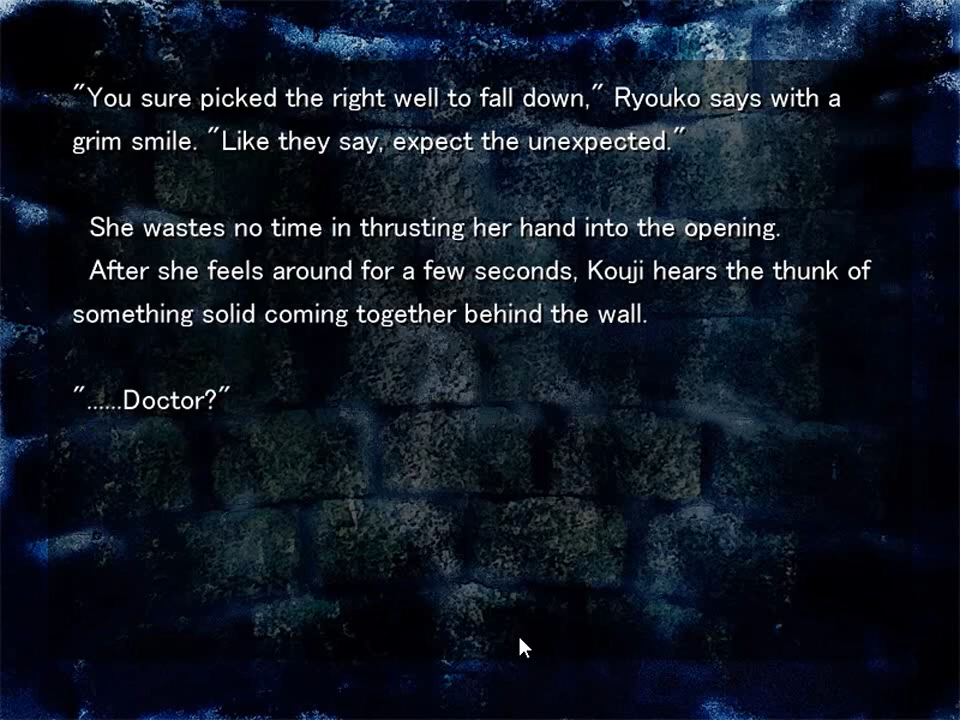 "You sure picked the right well to fall down," Ryouko says with a
grim smile. "Like they say, expect the unexpected."
She wastes no time in thrusting her hand into the opening.
After she feels around for a few seconds, Kouji hears the thunk of
something solid coming together behind the wall.
"......Doctor?"